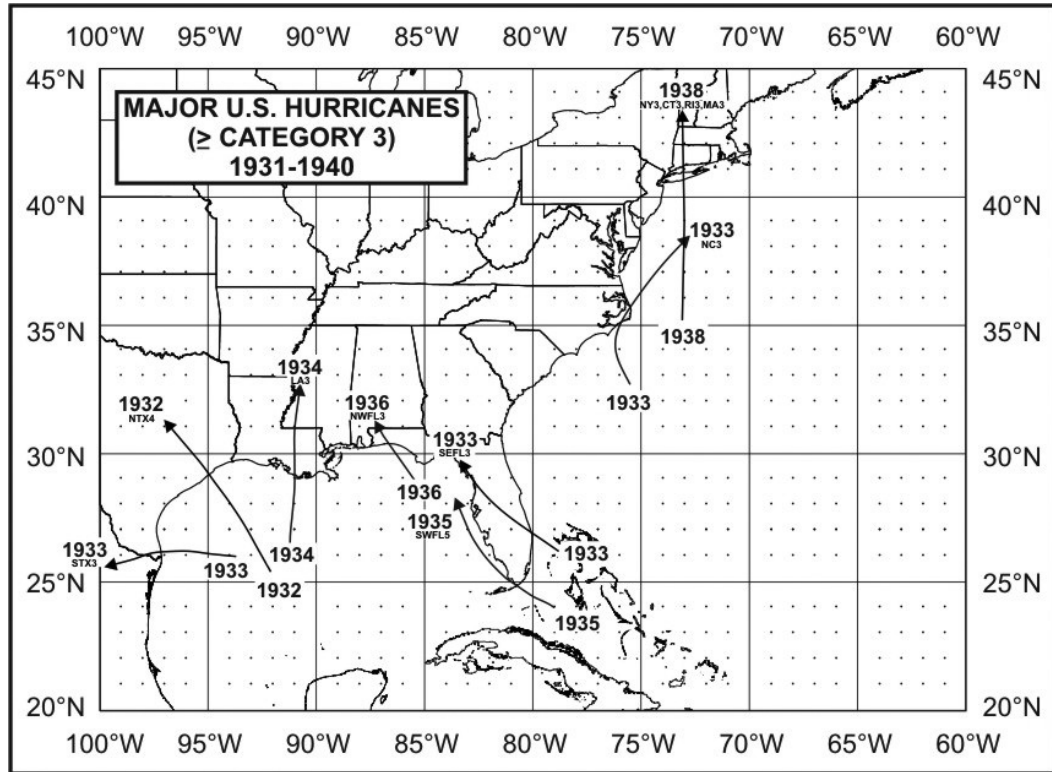 100°W 95°W 90°W 85°W 80°W 75°W 70°W 65°W 60°W
45°N 45°N
MAJOR U.S. HURRICANES
(≥ CATEGORY 3)
1931-1940
1938
NY3,CT3,RI3,MA3
40°N 40°N
1933
NC3
35°N 1938 35°N
1934
LA3
1932
NTX4
1936
NWFL3
1933
1933
SEFL3
30°N 30°N
1936
1935
SWFL5
1933
STX3
1933
1934
1933
1932
25°N 25°N
1935
20°N 20°N
100°W 95°W 90°W 85°W 80°W 75°W 70°W 65°W 60°W